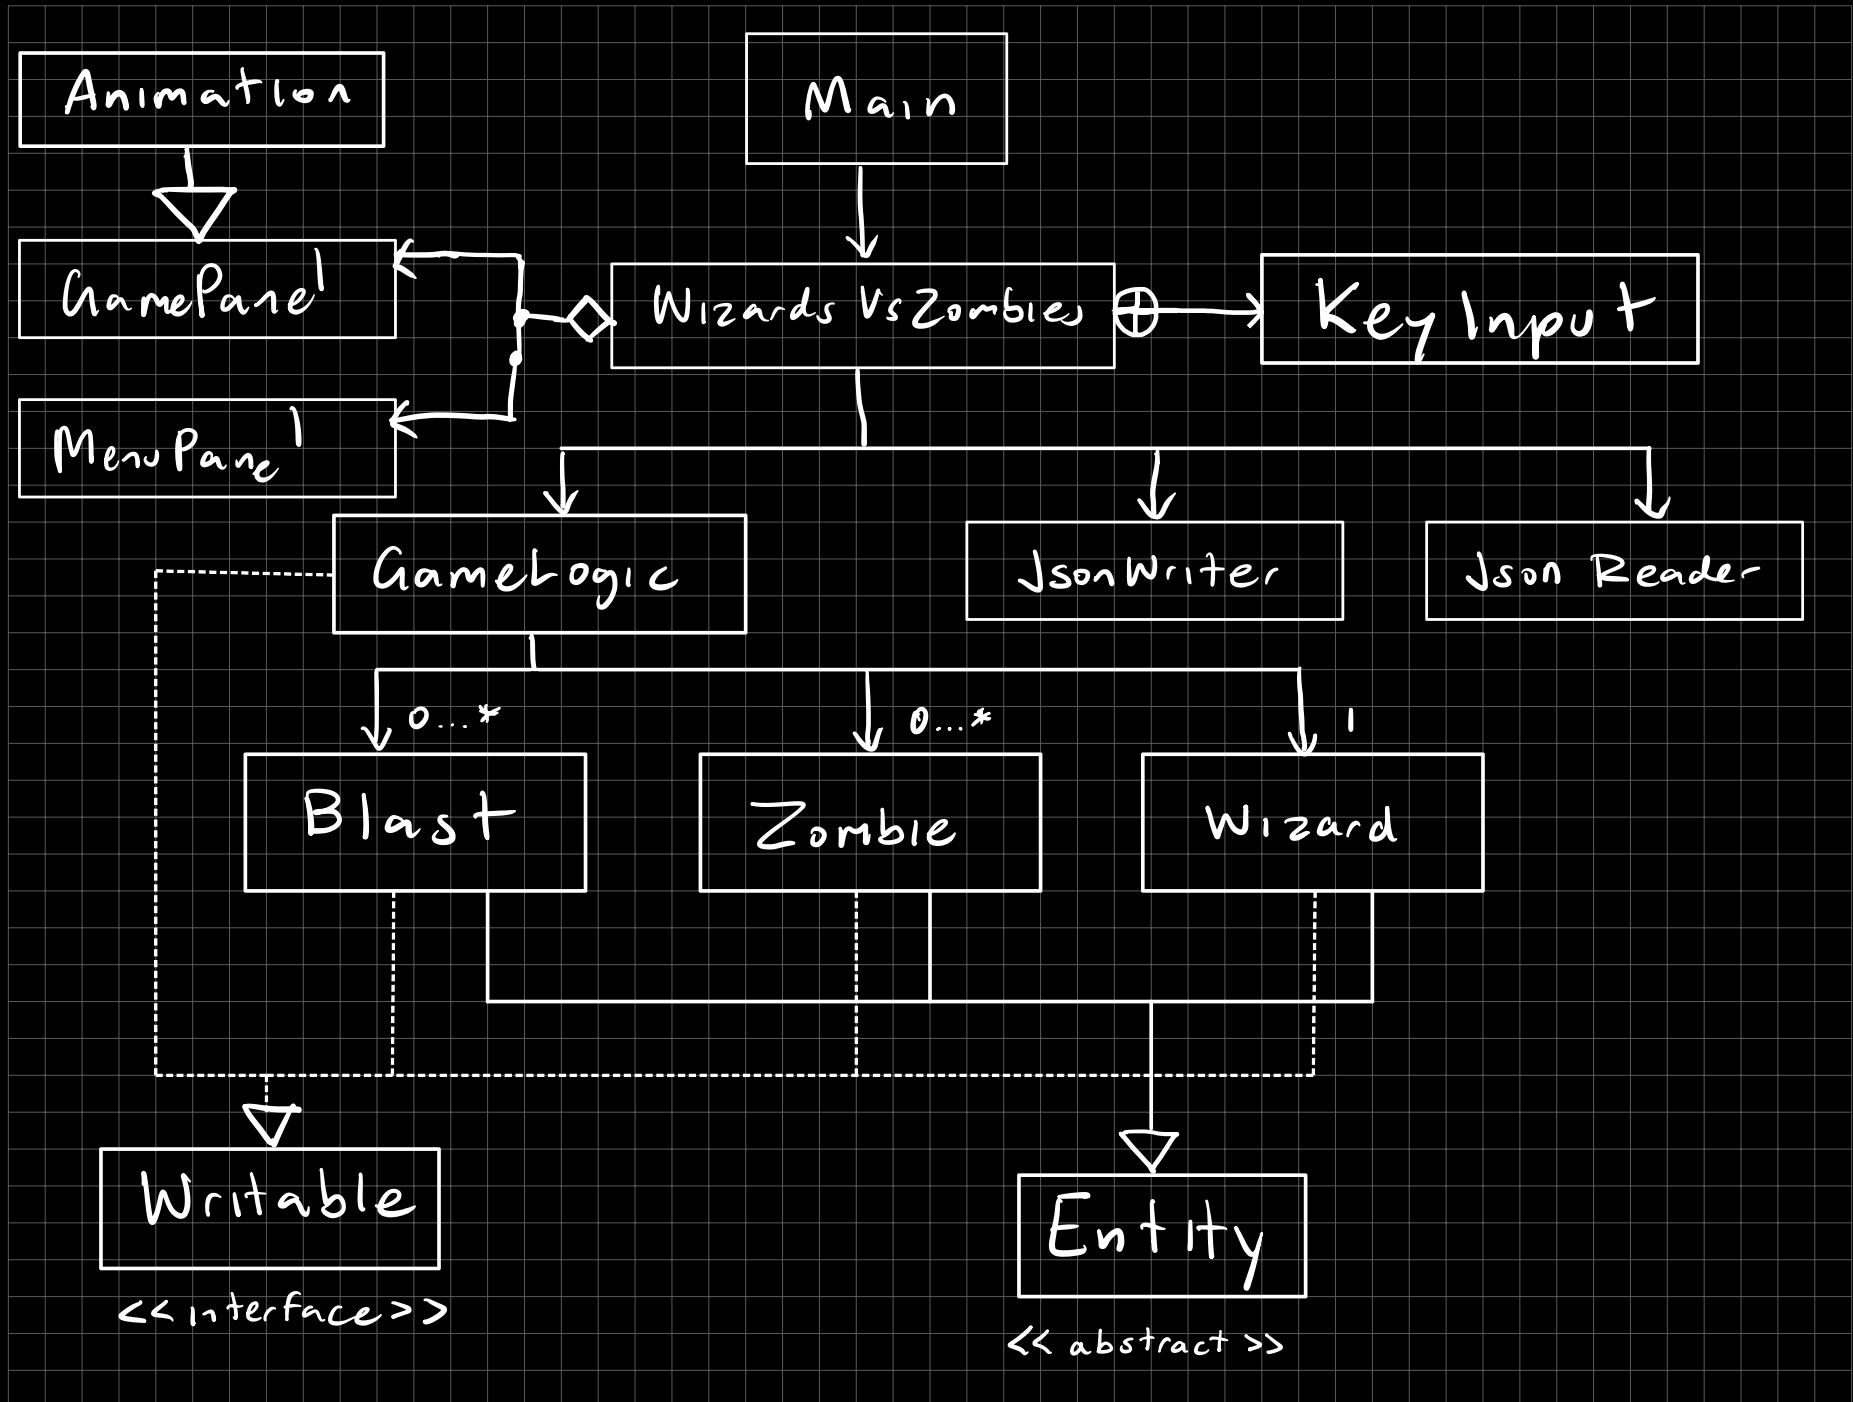 Animation
Main
GamePanel
WizardsVsZombies
KeyInput
MenuPanel
GameLogic
JsonWriter
Json Reader
0...*
0...*
1
Blast
Zombie
Wizard
Writable
Entity
<<interface>>
<<abstract>>